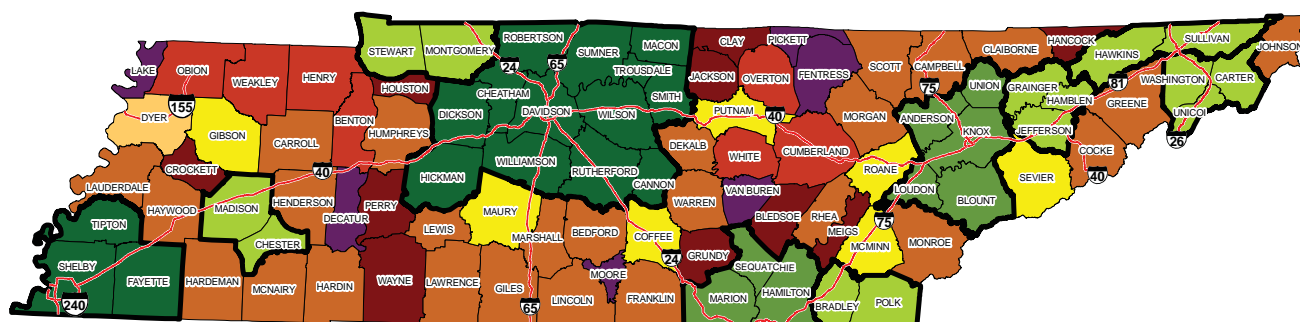 ROBERTSON
SULLIVAN
STEWART
MONTGOMERY
SUMNER
MACON
CLAY
PICKETT
HANCOCK
CLAIBORNE
HAWKINS
JOHNSON
LAKE
OBION
WEAKLEY
HENRY
24
65
TROUSDALE
JACKSON
OVERTON
FENTRESS
SCOTT
CAMPBELL
81
WASHINGTON
CARTER
HOUSTON
CHEATHAM
SMITH
75
UNION
GRAINGER
HAMBLEN
GREENE
155
DYER
BENTON
DICKSON
DAVIDSON
WILSON
PUTNAM
40
MORGAN
ANDERSON
UNICOI
GIBSON
CARROLL
HUMPHREYS
KNOX
JEFFERSON
26
DEKALB
WHITE
CUMBERLAND
COCKE
CROCKETT
40
WILLIAMSON
RUTHERFORD
ROANE
40
HICKMAN
CANNON
SEVIER
LAUDERDALE
VAN BUREN
LOUDON
BLOUNT
HAYWOOD
MADISON
HENDERSON
DECATUR
PERRY
MAURY
WARREN
BLEDSOE
RHEA
75
TIPTON
LEWIS
MARSHALL
BEDFORD
COFFEE
MEIGS
CHESTER
MCMINN
MONROE
SHELBY
24
GRUNDY
SEQUATCHIE
FAYETTE
HARDEMAN
MCNAIRY
HARDIN
WAYNE
LAWRENCE
GILES
MOORE
240
65
LINCOLN
FRANKLIN
MARION
HAMILTON
BRADLEY
POLK